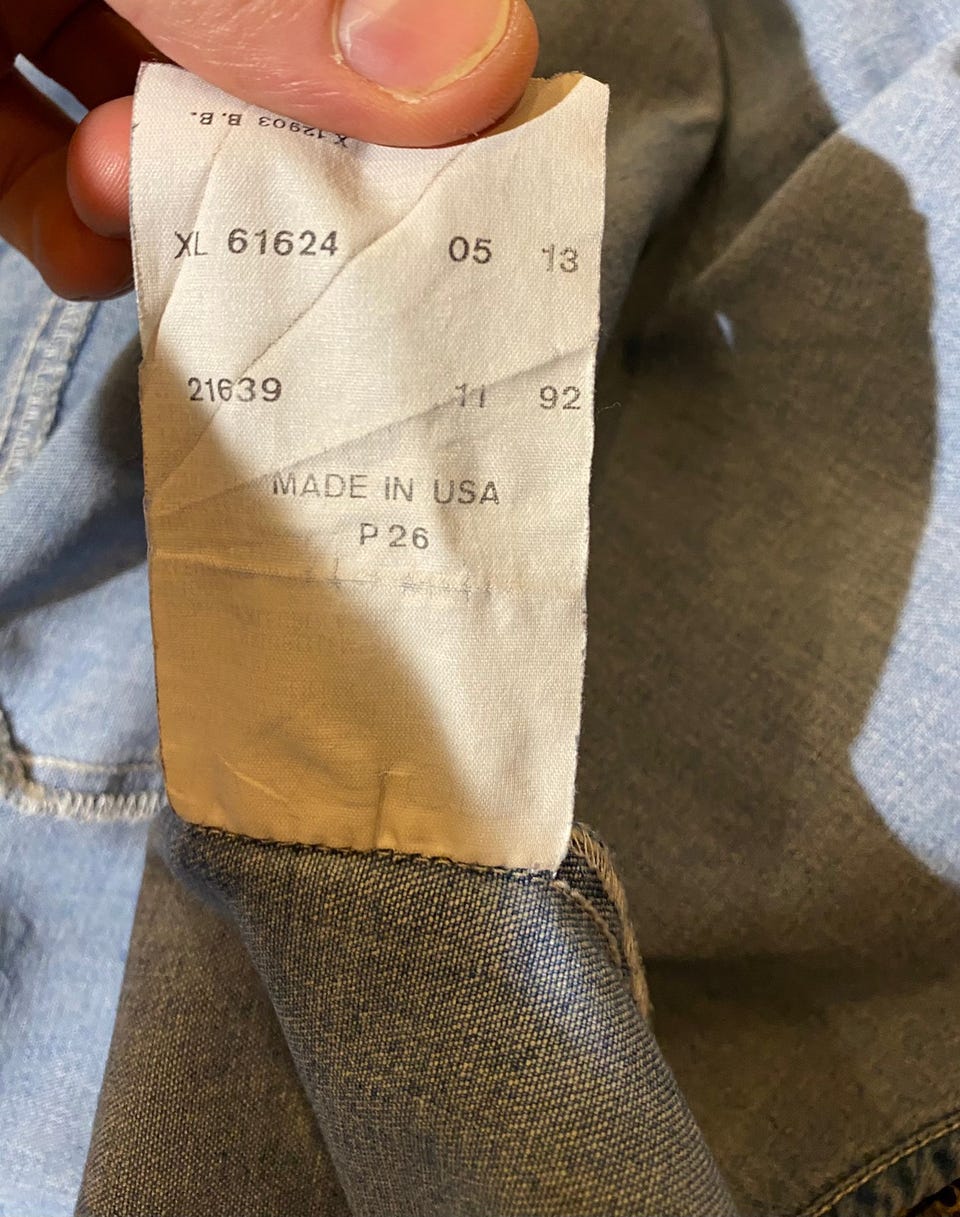 X 12903 B.B.
XL 61624 05 13
21639 11 92
MADE IN USA
P 26